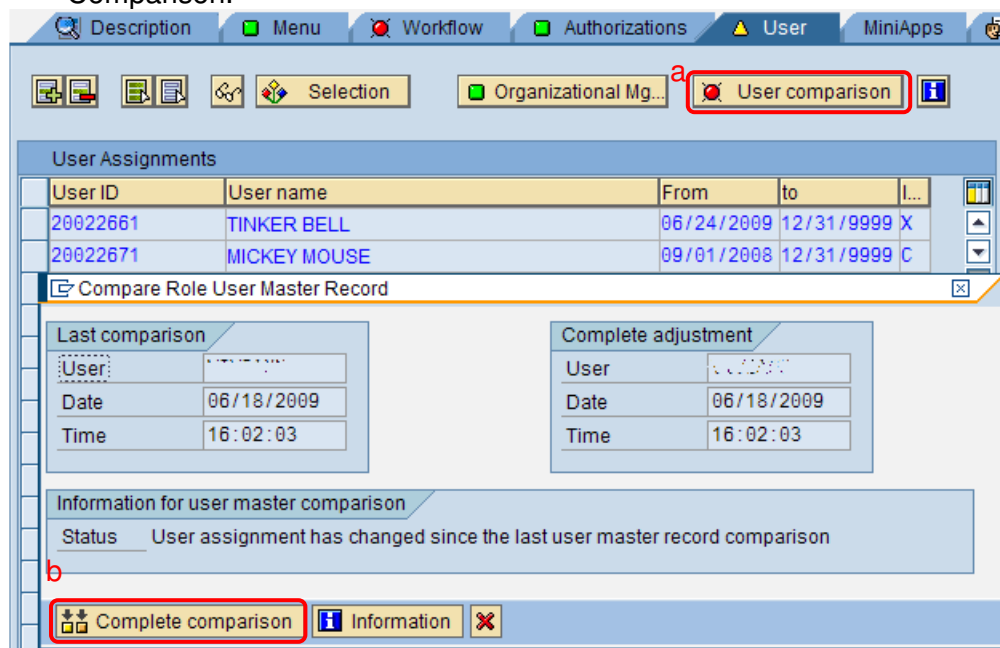 Comparison.
Description Menu Workflow Authorizations User MiniApps
Selection Organizational Mg... a User comparison
User Assignments
User ID User name From to I...
20022661 TINKER BELL 06/24/2009 12/31/9999 X
20022671 MICKEY MOUSE 09/01/2008 12/31/9999 C
Compare Role User Master Record
Last comparison Complete adjustment
User User
Date 06/18/2009 Date 06/18/2009
Time 16:02:03 Time 16:02:03
Information for user master comparison
Status User assignment has changed since the last user master record comparison
b
Complete comparison Information